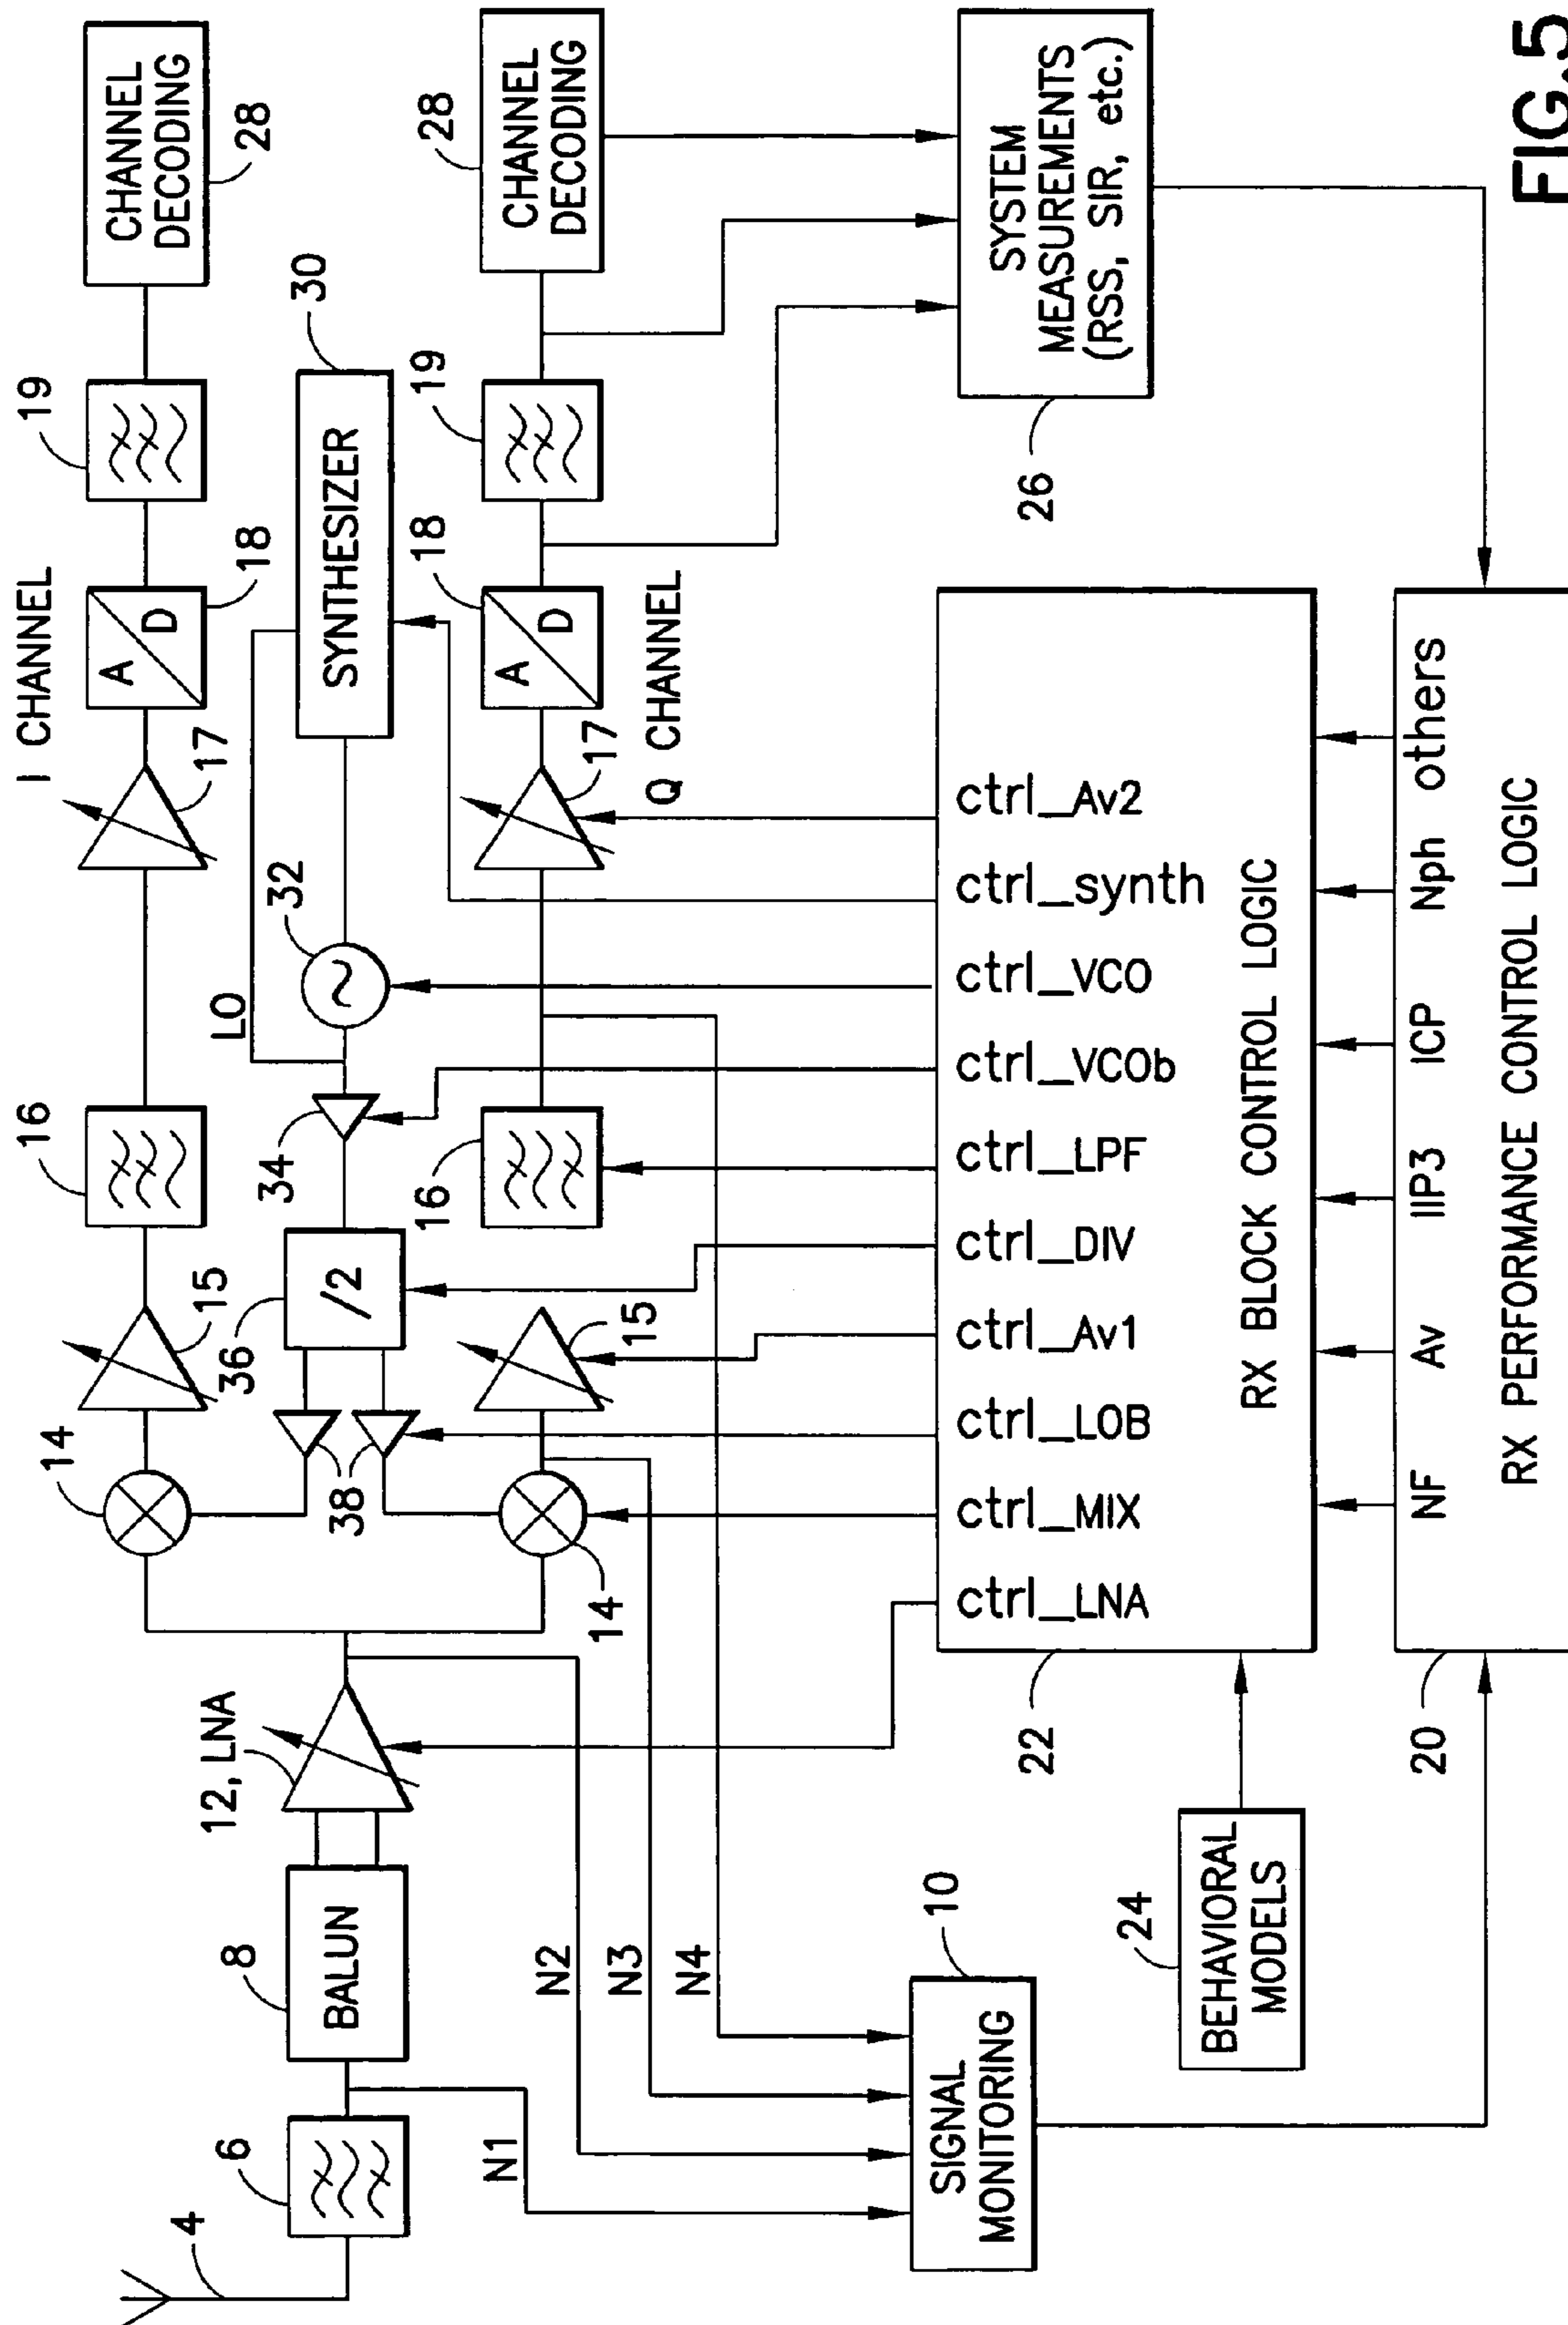 I CHANNEL
14
15
16
17
A
D
18
19
CHANNEL
DECODING
28
4
6
8
BALUN
12, LNA
38
36
/2
34
LO
32
30
SYNTHESIZER
N1
N2
N3
N4
14
15
16
17
Q CHANNEL
A
D
18
19
CHANNEL
DECODING
28
10
SIGNAL
MONITORING
24
BEHAVIORAL
MODELS
22
ctrl_LNA
ctrl_MIX
ctrl_LOB
ctrl_Av1
ctrl_DIV
ctrl_LPF
ctrl_VCOb
ctrl_VCO
ctrl_synth
ctrl_Av2
RX BLOCK CONTROL LOGIC
26
SYSTEM
MEASUREMENTS
(RSS, SIR, etc.)
20
NF Av IIP3 ICP Nph others
RX PERFORMANCE CONTROL LOGIC
FIG.5